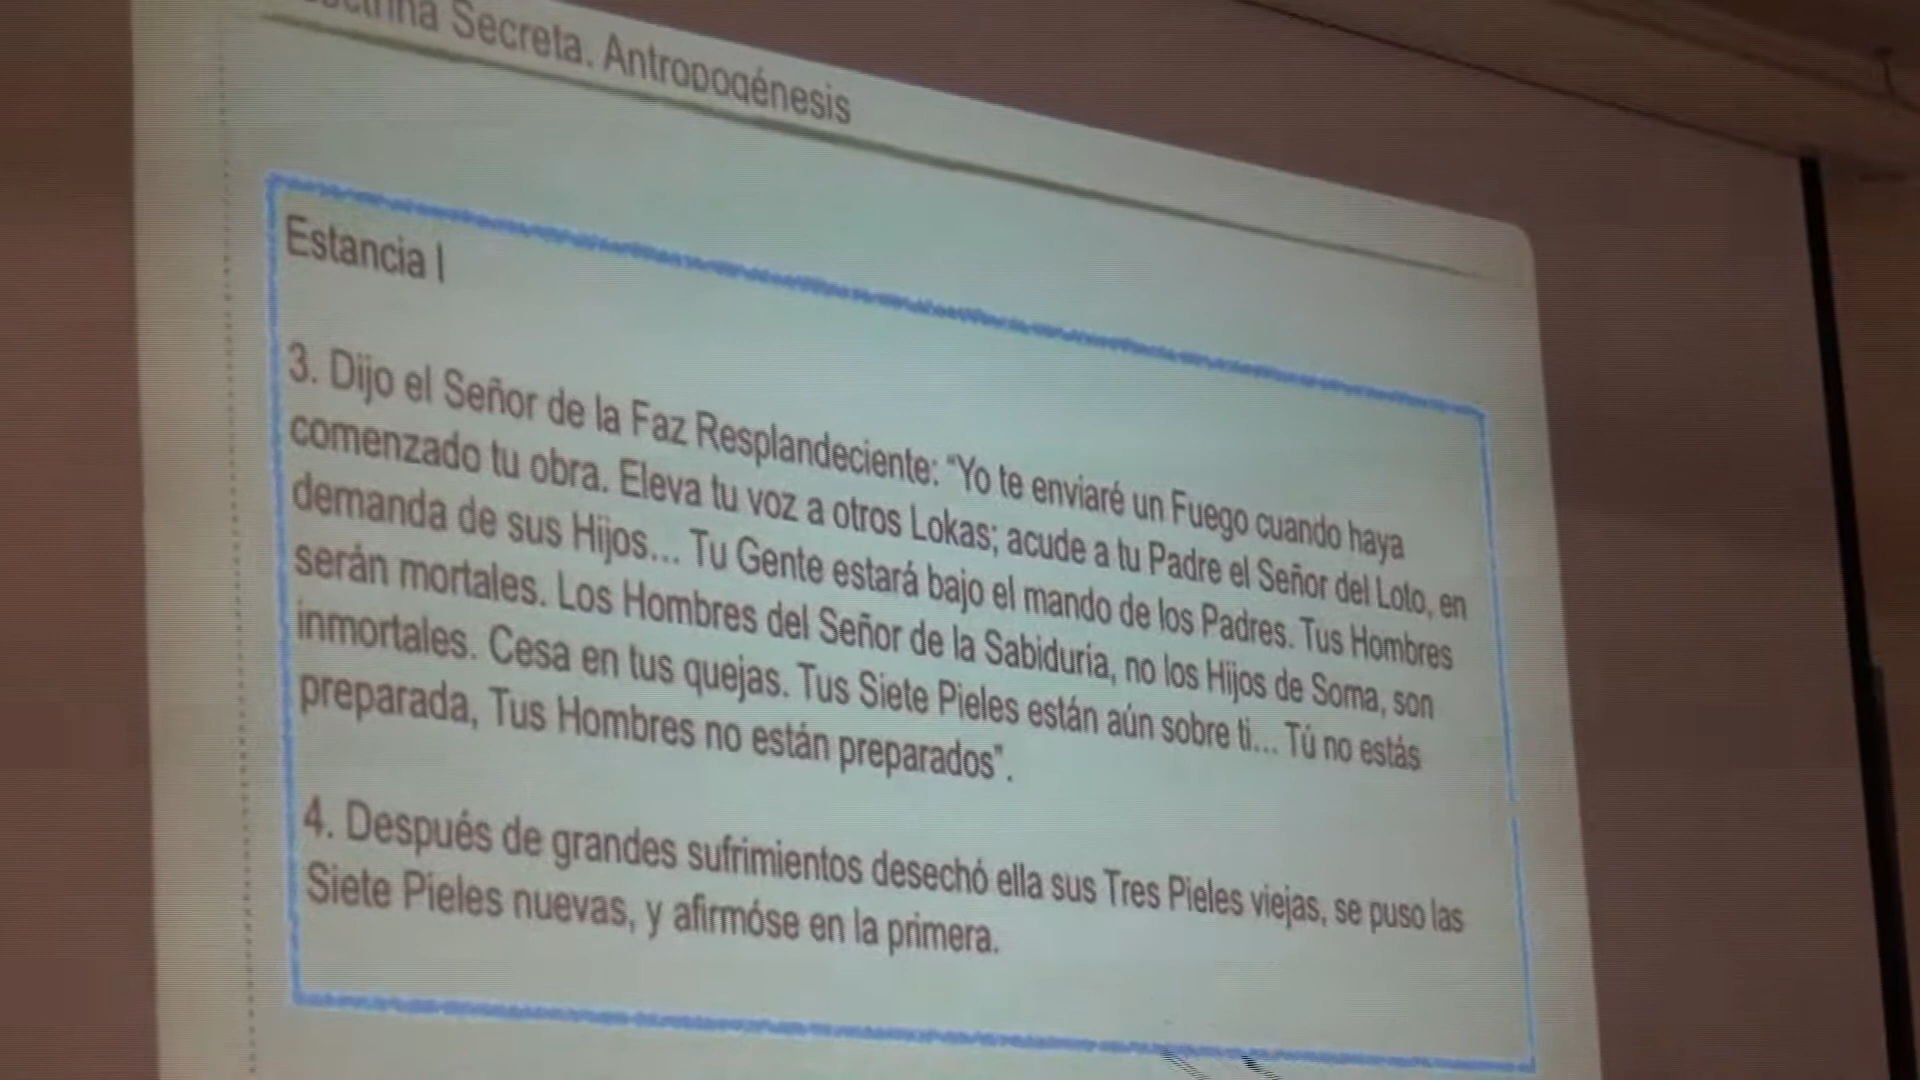 Secreta. Antropogénesis
Estancia I
3. Dijo el Señor de la Faz Resplandeciente: “Yo te enviaré un Fuego cuando haya
comenzado tu obra. Eleva tu voz a otros Lokas; acude a tu Padre el Señor del Loto, en
demanda de sus Hijos... Tu Gente estará bajo el mando de los Padres. Tus Hombres
serán mortales. Los Hombres del Señor de la Sabiduría, no los Hijos de Soma, son
inmortales. Cesa en tus quejas. Tus Siete Pieles están aún sobre ti... Tú no estás
preparada, Tus Hombres no están preparados”.
4. Después de grandes sufrimientos desechó ella sus Tres Pieles viejas, se puso las
Siete Pieles nuevas, y afirmóse en la primera.